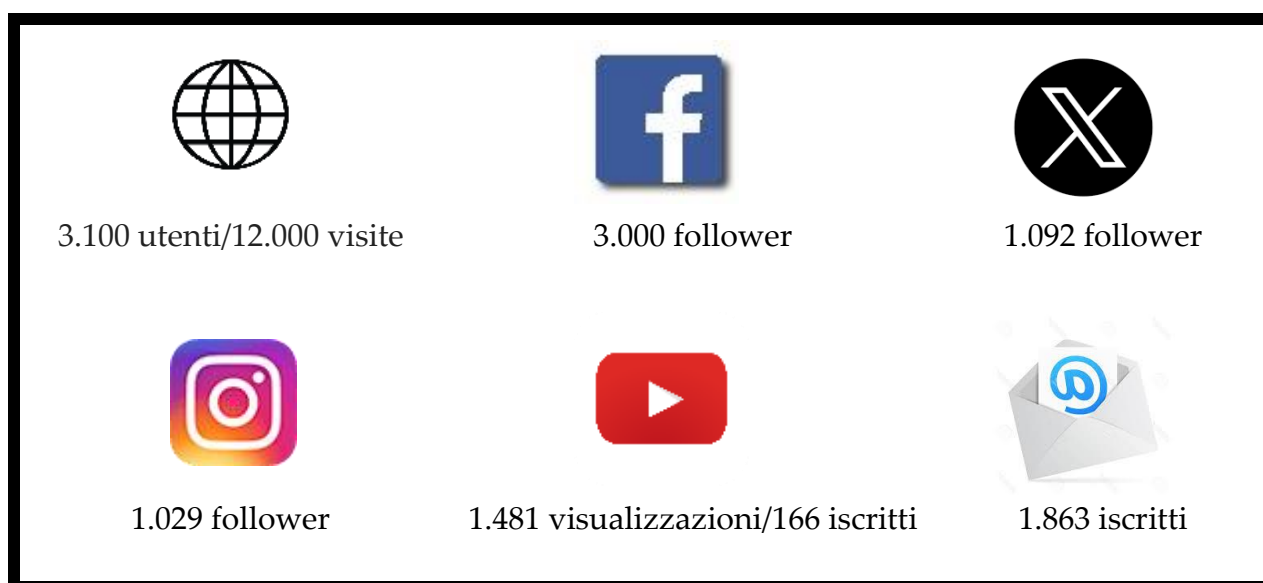 3.100 utenti/12.000 visite
3.000 follower
1.092 follower
1.029 follower
1.481 visualizzazioni/166 iscritti
1.863 iscritti